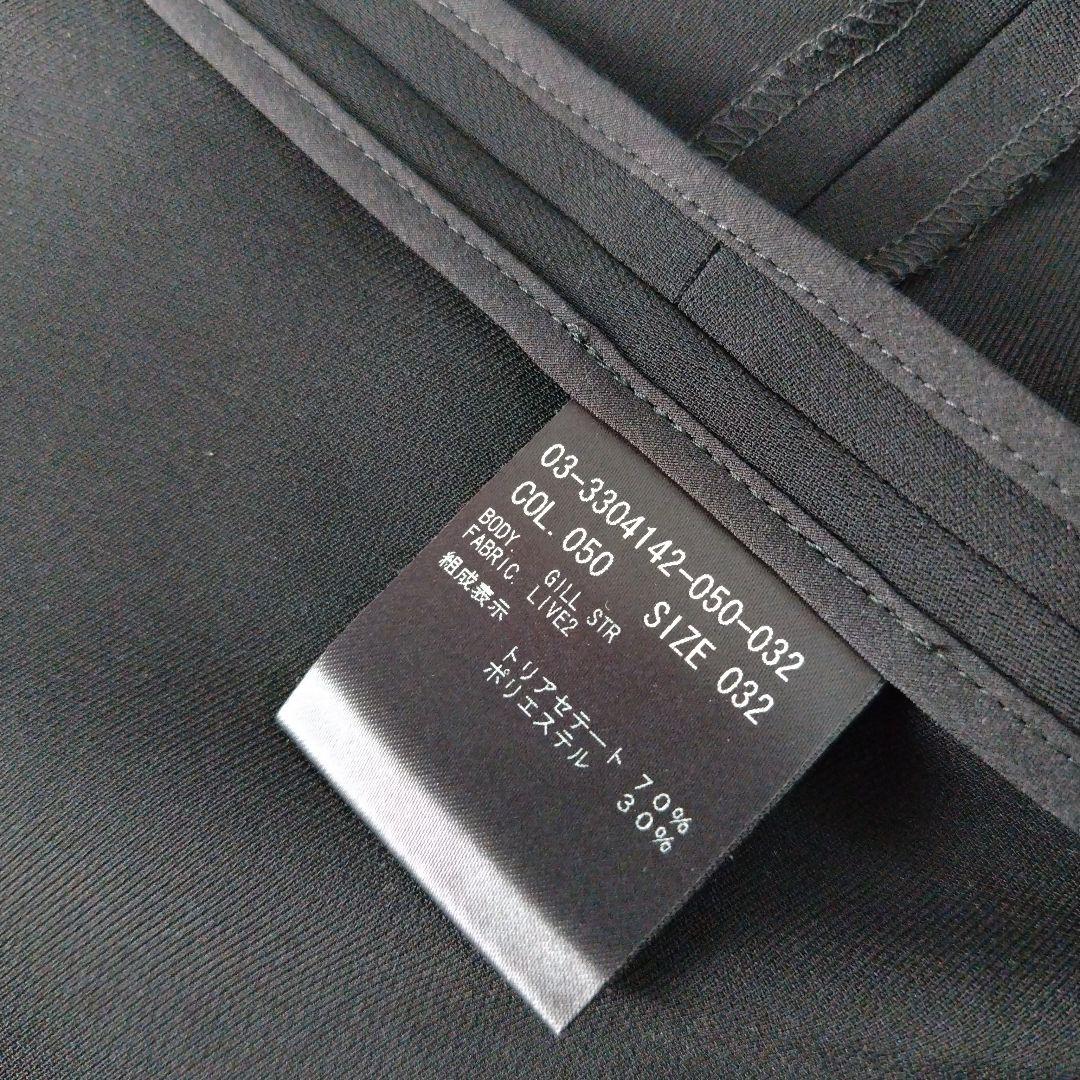 03-3304142-050-032
COL. 050 SIZE 032
BODY. GILL STR
FABRIC. LIVE2
組成表示
トリアセテート 70%
ポリエステル 30%